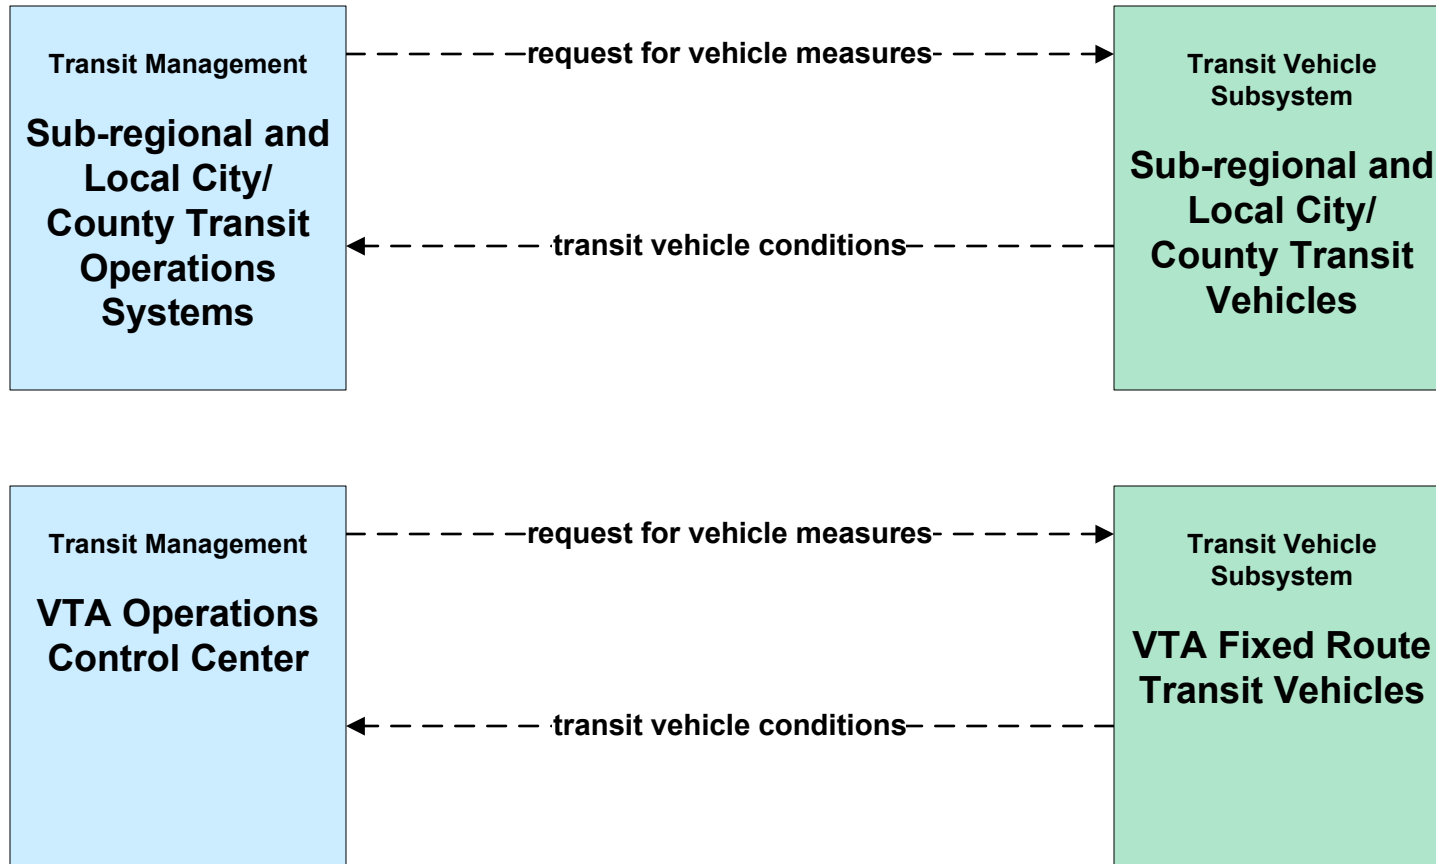 Transit Management
Sub-regional and
Local City/
County Transit
Operations
Systems
request for vehicle measures
transit vehicle conditions
Transit Vehicle
Subsystem
Sub-regional and
Local City/
County Transit
Vehicles
Transit Management
VTA Operations
Control Center
request for vehicle measures
transit vehicle conditions
Transit Vehicle
Subsystem
VTA Fixed Route
Transit Vehicles